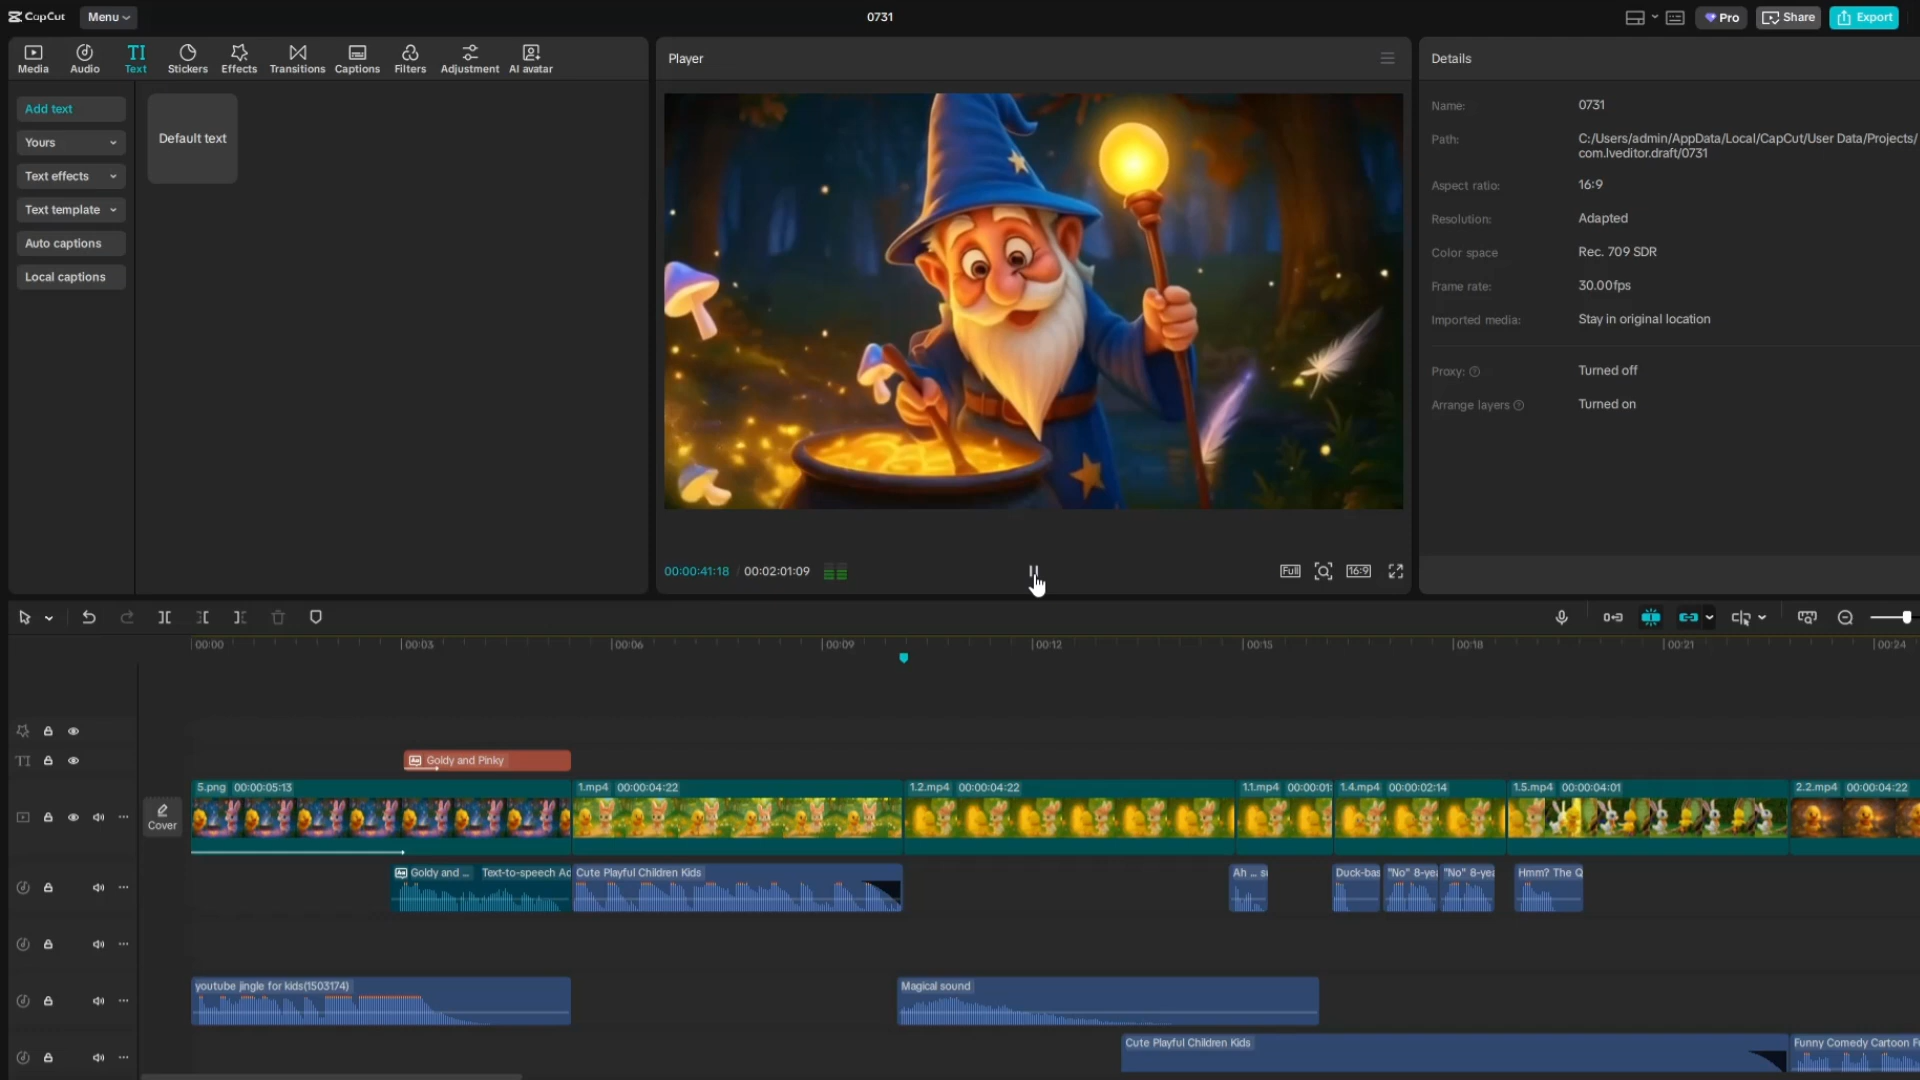 CapCut
Menu
0731
Pro
Share
Export
Media
Audio
TI
Text
Stickers
Effects
Transitions
Captions
Filters
Adjustment
AI avatar
Add text
Yours
Text effects
Text template
Auto captions
Local captions
Default text
Player
00:00:41:18 / 00:02:01:09
Full
16:9
Details
Name: 0731
Path: C:/Users/admin/AppData/Local/CapCut/User Data/Projects/
com.lveditor.draft/0731
Aspect ratio: 16:9
Resolution: Adapted
Color space Rec. 709 SDR
Frame rate: 30.00fps
Imported media: Stay in original location
Proxy: Turned off
Arrange layers Turned on
00:00 00:03 00:06 00:09 00:12 00:15 00:18 00:21 00:24
TI
Goldy and Pinky
Cover
5.png 00:00:05:13
1.mp4 00:00:04:22
1.2.mp4 00:00:04:22
1.1.mp4 00:00:01:
1.4.mp4 00:00:02:14
1.5.mp4 00:00:04:01
2.2.mp4 00:00:04:22
Goldy and ... Text-to-speech Ad
Cute Playful Children Kids
Ah ... s
Duck-bas
"No" 8-yea
"No" 8-yea
Hmm? The Q
youtube jingle for kids(1503174)
Magical sound
Cute Playful Children Kids
Funny Comedy Cartoon F